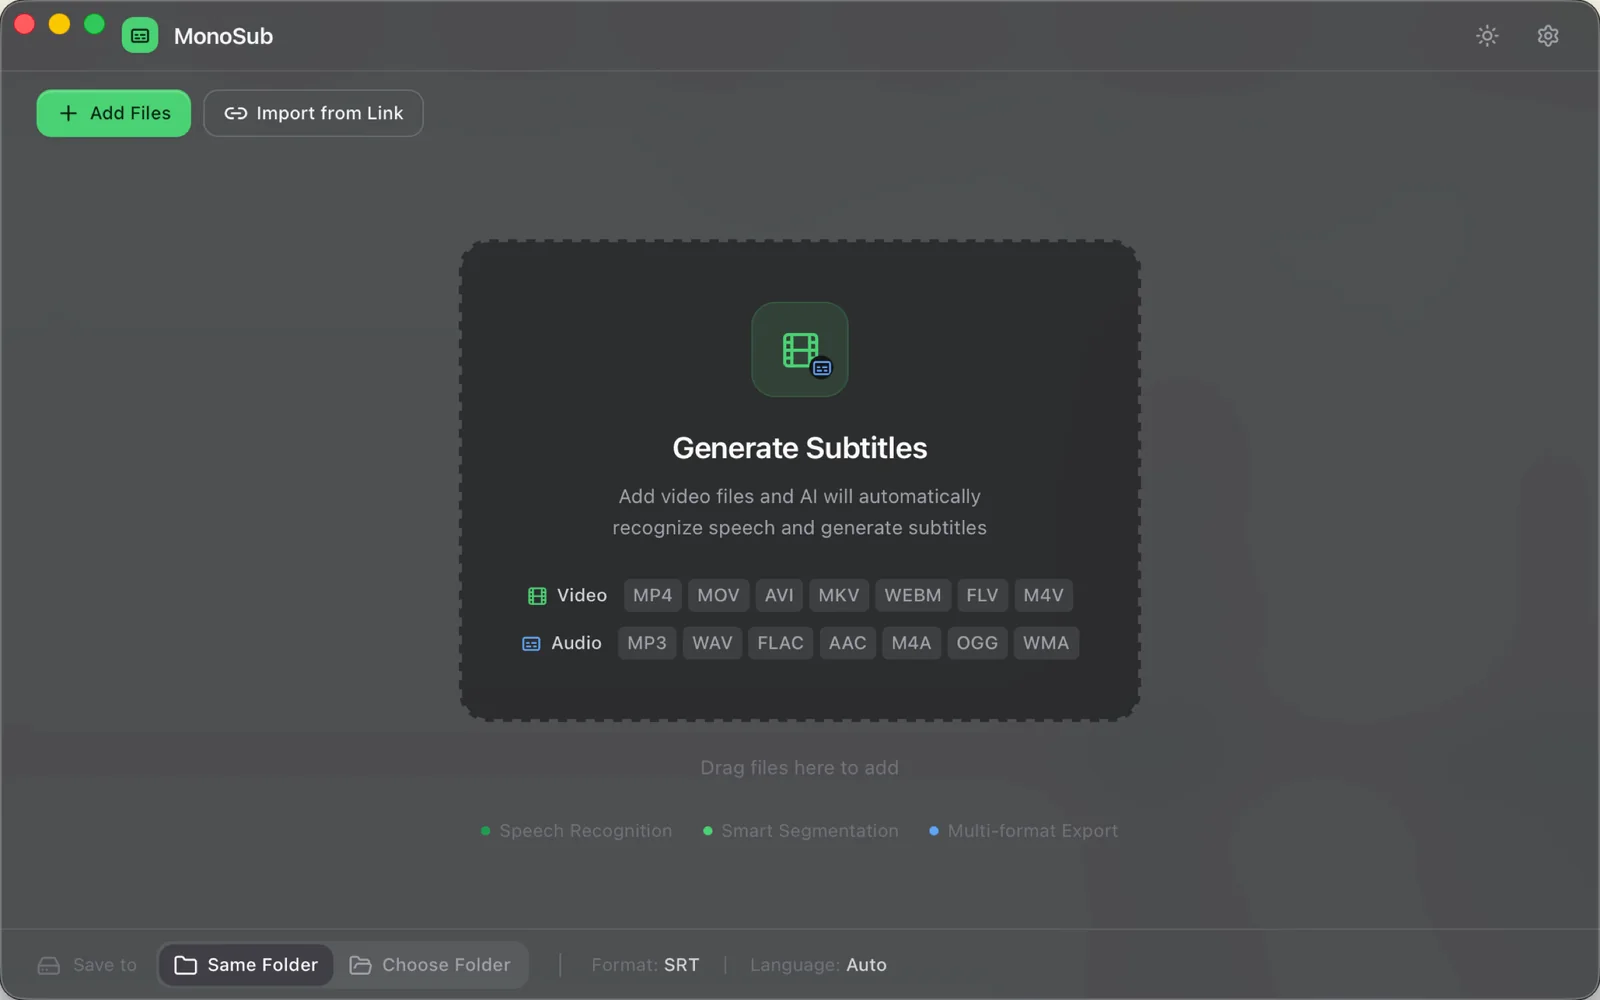 MonoSub
Add Files
Import from Link
Generate Subtitles
Add video files and AI will automatically
recognize speech and generate subtitles
Video MP4 MOV AVI MKV WEBM FLV M4V
Audio MP3 WAV FLAC AAC M4A OGG WMA
Drag files here to add
Speech Recognition Smart Segmentation Multi-format Export
Save to Same Folder Choose Folder | Format: SRT | Language: Auto